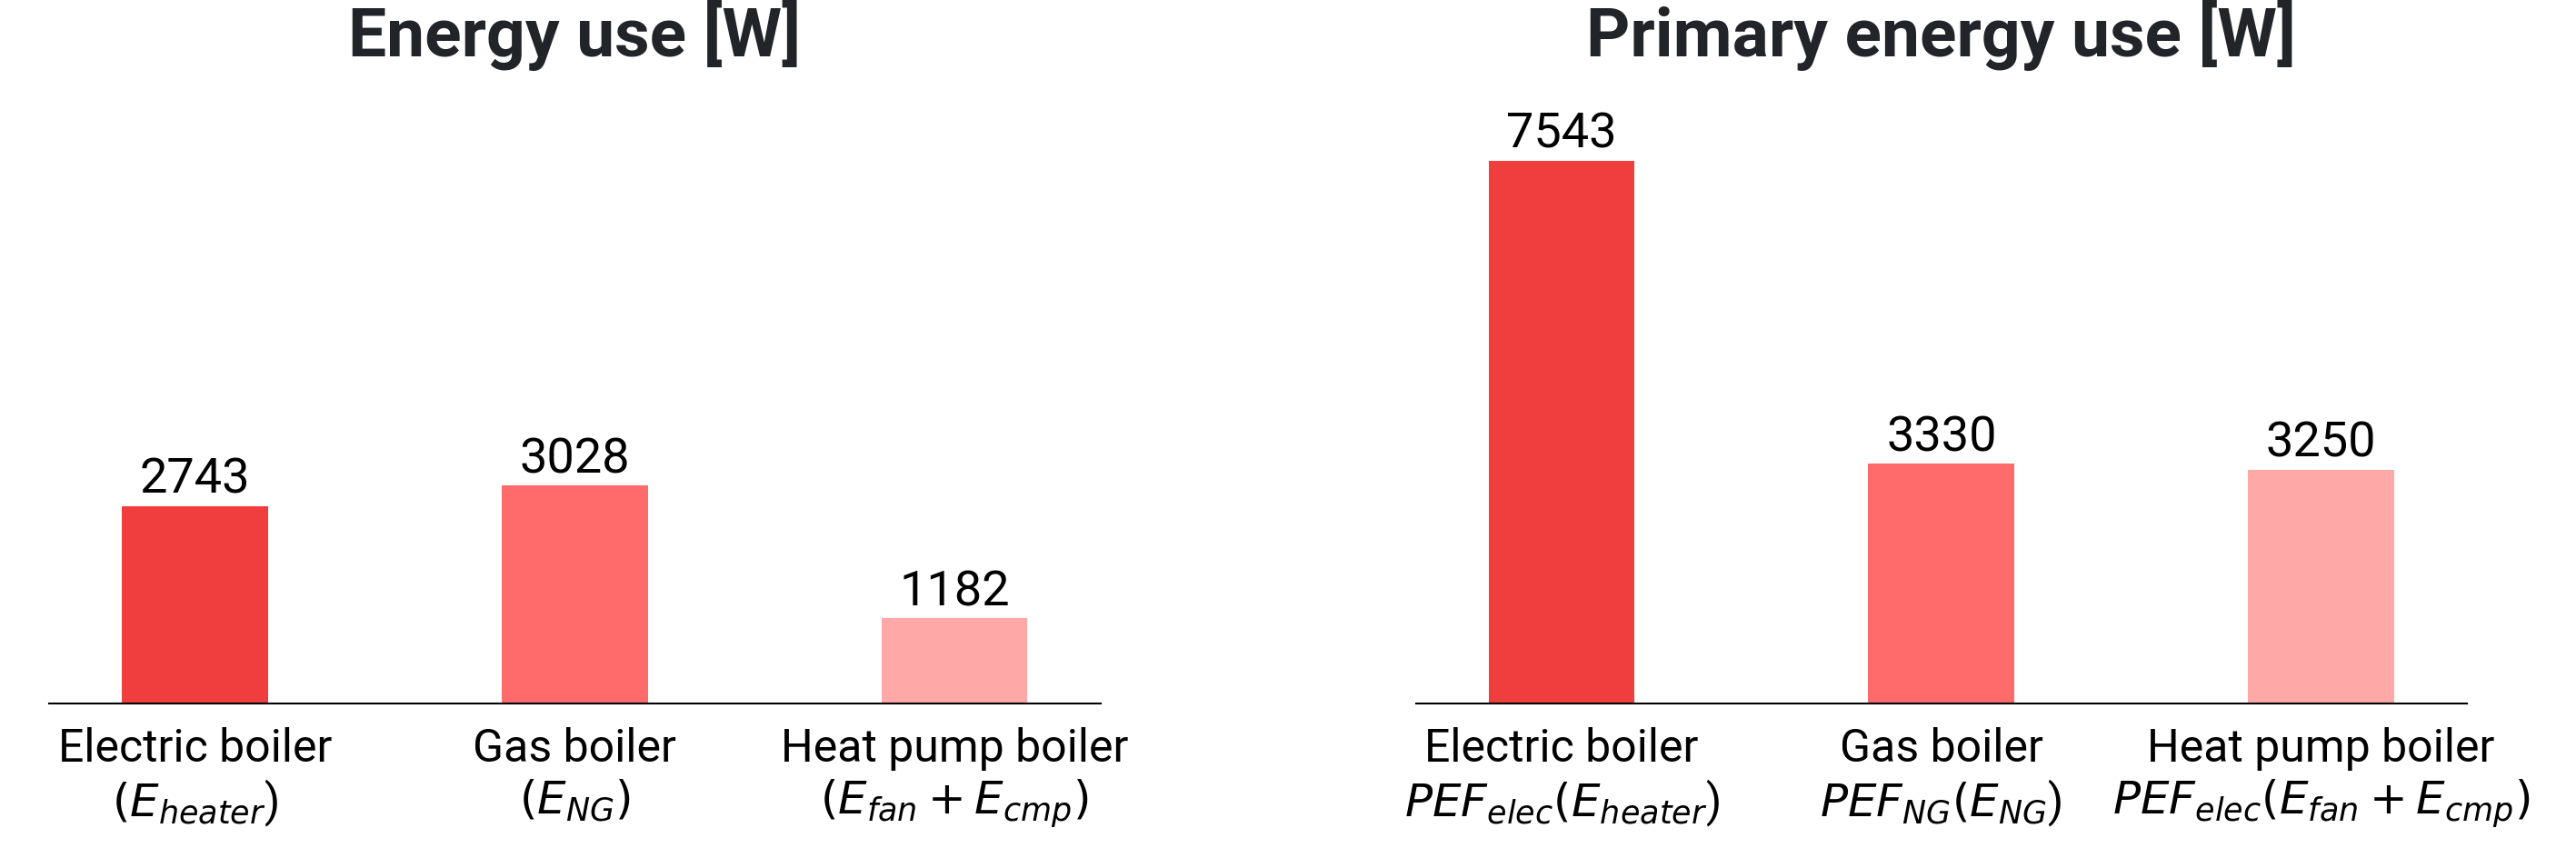 Energy use [W]
2743
3028
1182
Electric boiler
(E_heater)
Gas boiler
(E_NG)
Heat pump boiler
(E_fan + E_cmp)
Primary energy use [W]
7543
3330
3250
Electric boiler
PEF_elec(E_heater)
Gas boiler
PEF_NG(E_NG)
Heat pump boiler
PEF_elec(E_fan + E_cmp)